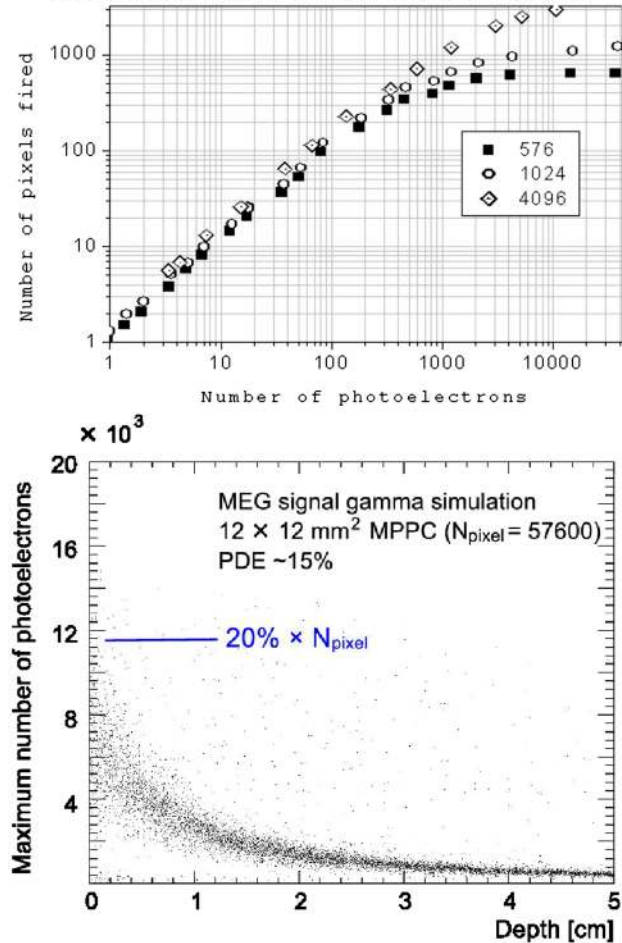 Number of pixels fired
1000
100
10
1
576
1024
4096
1 10 100 1000 10000
Number of photoelectrons
× 10³
20
16
12
8
4
Maximum number of photoelectrons
MEG signal gamma simulation
12 × 12 mm² MPPC (Npixel = 57600)
PDE ~15%
20% × Npixel
0 1 2 3 4 5
Depth [cm]